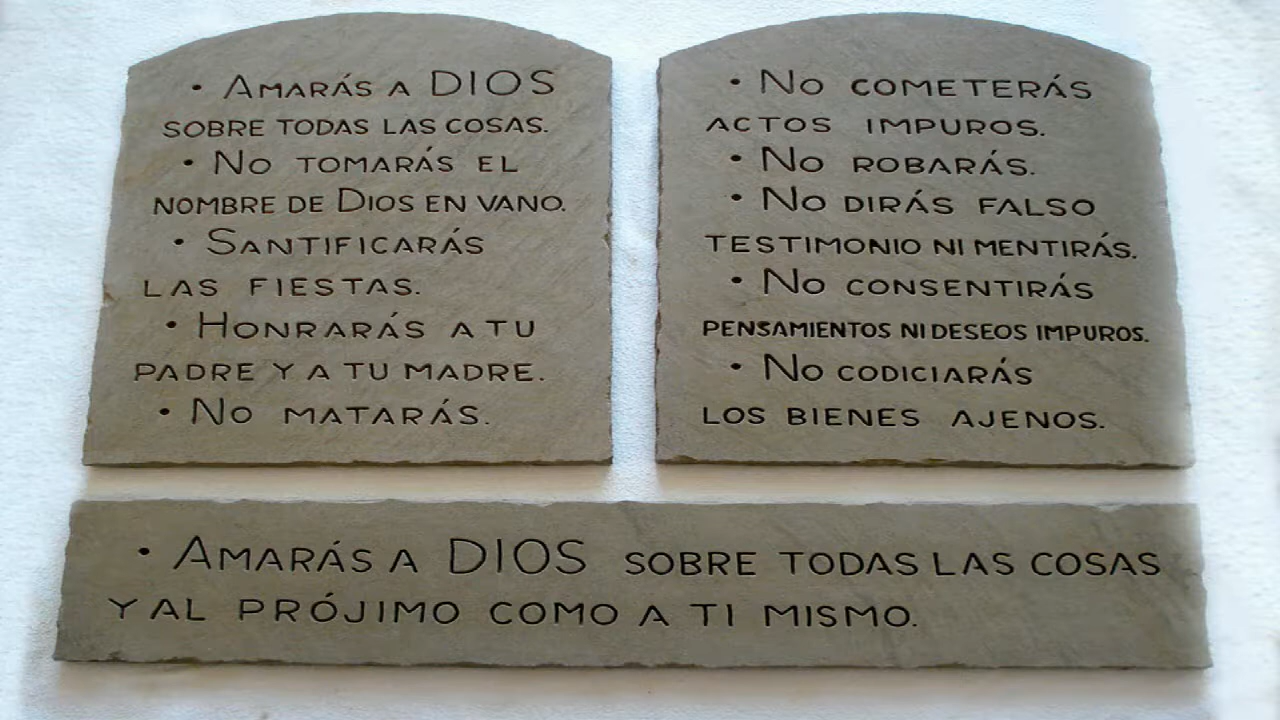 • AMARÁS A DIOS
SOBRE TODAS LAS COSAS.
• NO TOMARÁS EL
NOMBRE DE DIOS EN VANO.
• SANTIFICARÁS
LAS FIESTAS.
• HONRARÁS A TU
PADRE Y A TU MADRE.
• NO MATARÁS.
• NO COMETERÁS
ACTOS IMPUROS.
• NO ROBARÁS.
• NO DIRÁS FALSO
TESTIMONIO NI MENTIRÁS.
• NO CONSENTIRÁS
PENSAMIENTOS NI DESEOS IMPUROS.
• NO CODICIARÁS
LOS BIENES AJENOS.
• AMARÁS A DIOS SOBRE TODAS LAS COSAS
Y AL PRÓJIMO COMO A TI MISMO.